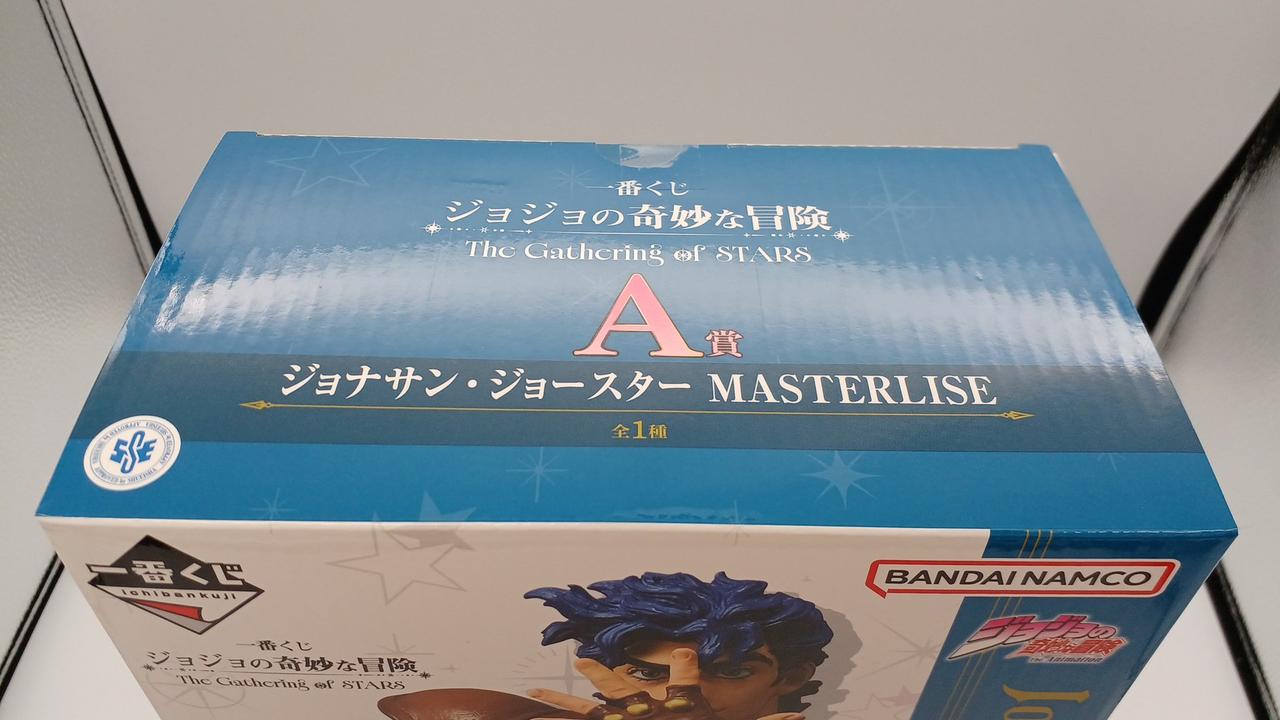 一番くじ
ジョジョの奇妙な冒険
The Gathering of STARS
A賞
ジョナサン・ジョースター MASTERLISE
全1種
一番くじ
ichibankuji
BANDAI NAMCO
ジョジョの
奇妙な冒険
The Animation
一番くじ
ジョジョの奇妙な冒険
The Gathering of STARS
Jo